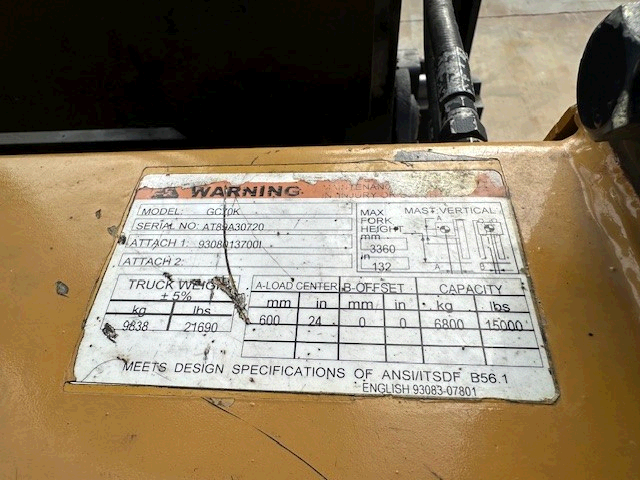 WARNING
MODEL: GC70K
SERIAL NO: AT89A30720
ATTACH 1: 9308013700I
ATTACH 2:
MAX FORK HEIGHT
mm
3360
in
132
MAST VERTICAL
A
B
A
TRUCK WEIGHT
± 5%
kg lbs
9838 21690
A-LOAD CENTER B-OFFSET CAPACITY
mm in mm in kg lbs
600 24 0 0 6800 15000
MEETS DESIGN SPECIFICATIONS OF ANSI/ITSDF B56.1
ENGLISH 93083-07801